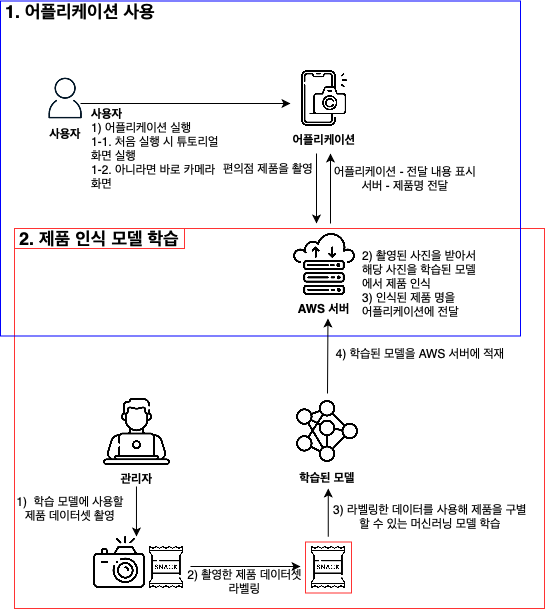 1. 어플리케이션 사용
사용자
사용자
1) 어플리케이션 실행
1-1. 처음 실행 시 튜토리얼
화면 실행
1-2. 아니라면 바로 카메라
화면
어플리케이션
편의점 제품을 촬영
어플리케이션 - 전달 내용 표시
서버 - 제품명 전달
2. 제품 인식 모델 학습
AWS 서버
2) 촬영된 사진을 받아서
해당 사진을 학습된 모델
에서 제품 인식
3) 인식된 제품 명을
어플리케이션에 전달
4) 학습된 모델을 AWS 서버에 적재
관리자
학습된 모델
1) 학습 모델에 사용할
제품 데이터셋 촬영
3) 라벨링한 데이터를 사용해 제품을 구별
할 수 있는 머신러닝 모델 학습
SNACK
2) 촬영한 제품 데이터셋
라벨링
SNACK